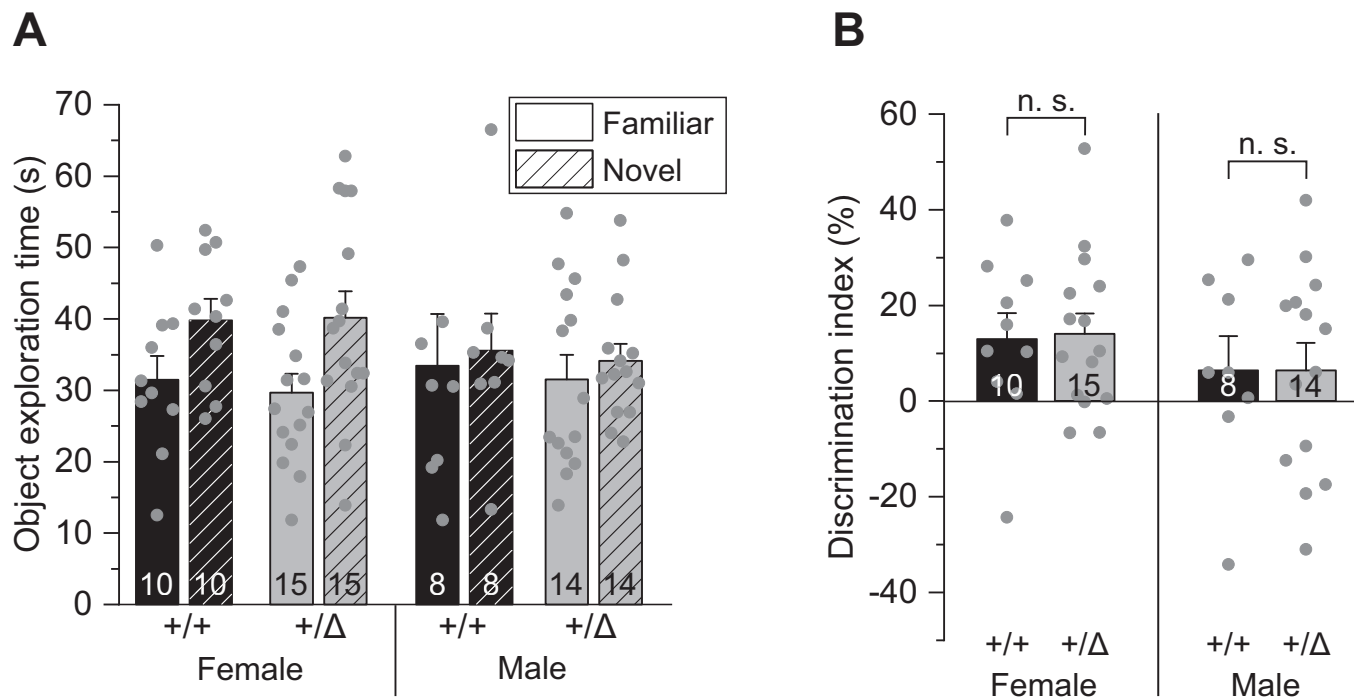 A
Object exploration time (s)
70
60
50
40
30
20
10
0
Familiar
Novel
10 10 15 15 8 8 14 14
+/+ +/Δ +/+ +/Δ
Female Male
B
Discrimination index (%)
60
40
20
0
-20
-40
n. s.
n. s.
10 15 8 14
+/+ +/Δ +/+ +/Δ
Female Male